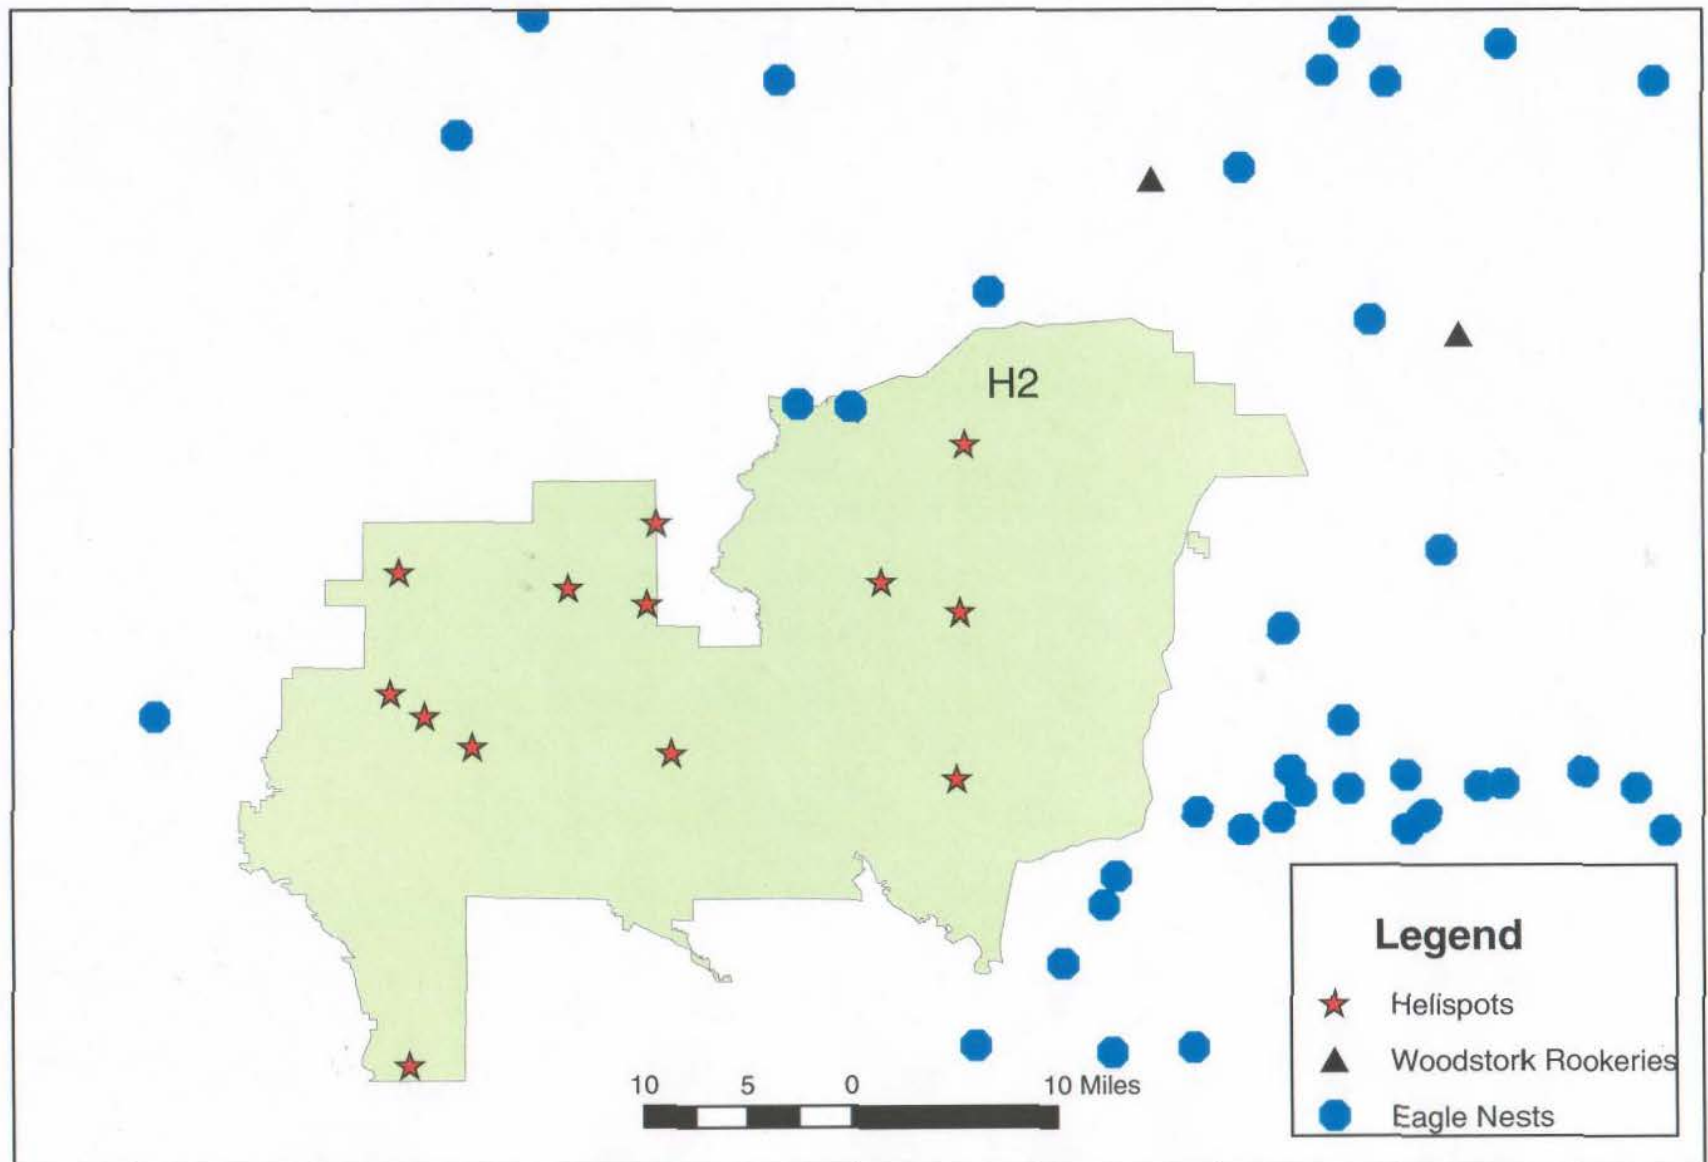 H2
Legend
Helispots
Woodstork Rookeries
Eagle Nests
10 5 0 10 Miles